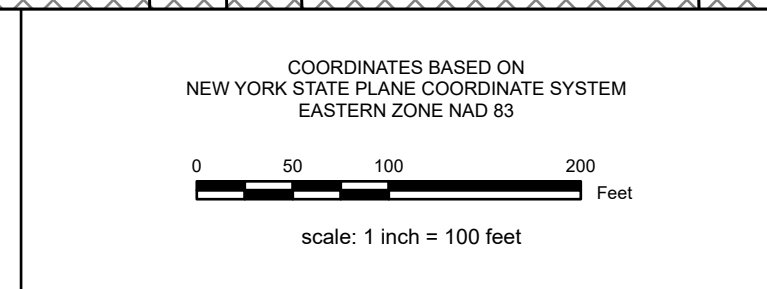 COORDINATES BASED ON
NEW YORK STATE PLANE COORDINATE SYSTEM
EASTERN ZONE NAD 83
0 50 100 200
Feet
scale: 1 inch = 100 feet